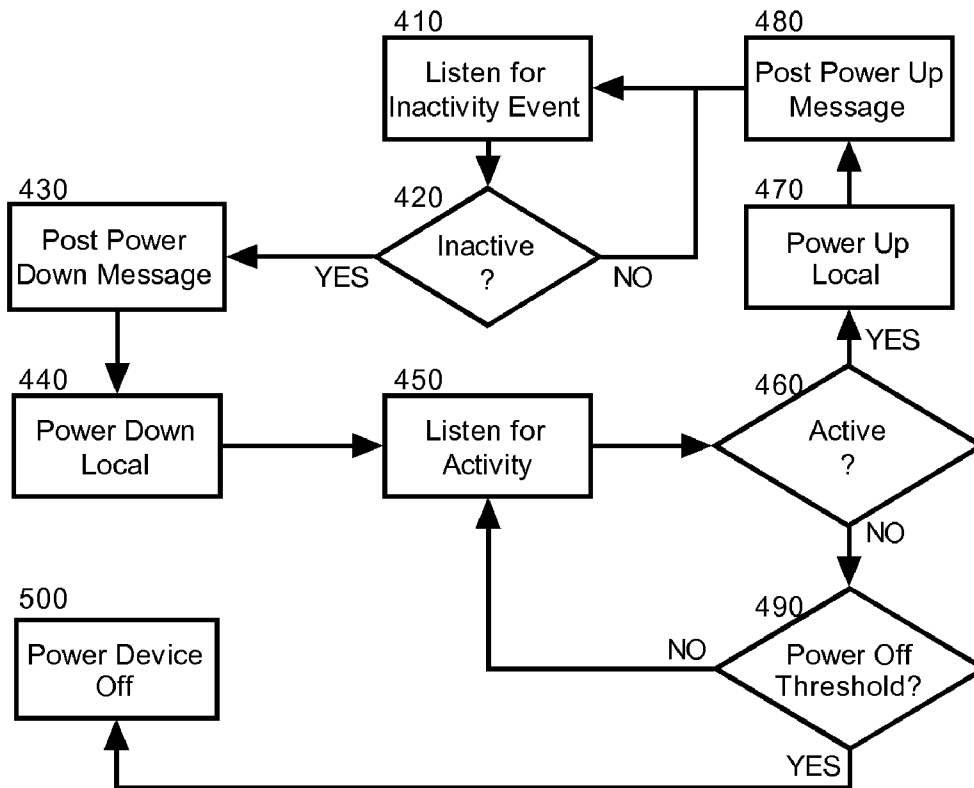 410
Listen for
Inactivity Event
480
Post Power Up
Message
420
Inactive
?
YES
NO
430
Post Power
Down Message
470
Power Up
Local
YES
440
Power Down
Local
450
Listen for
Activity
460
Active
?
NO
500
Power Device
Off
490
Power Off
Threshold?
NO
YES